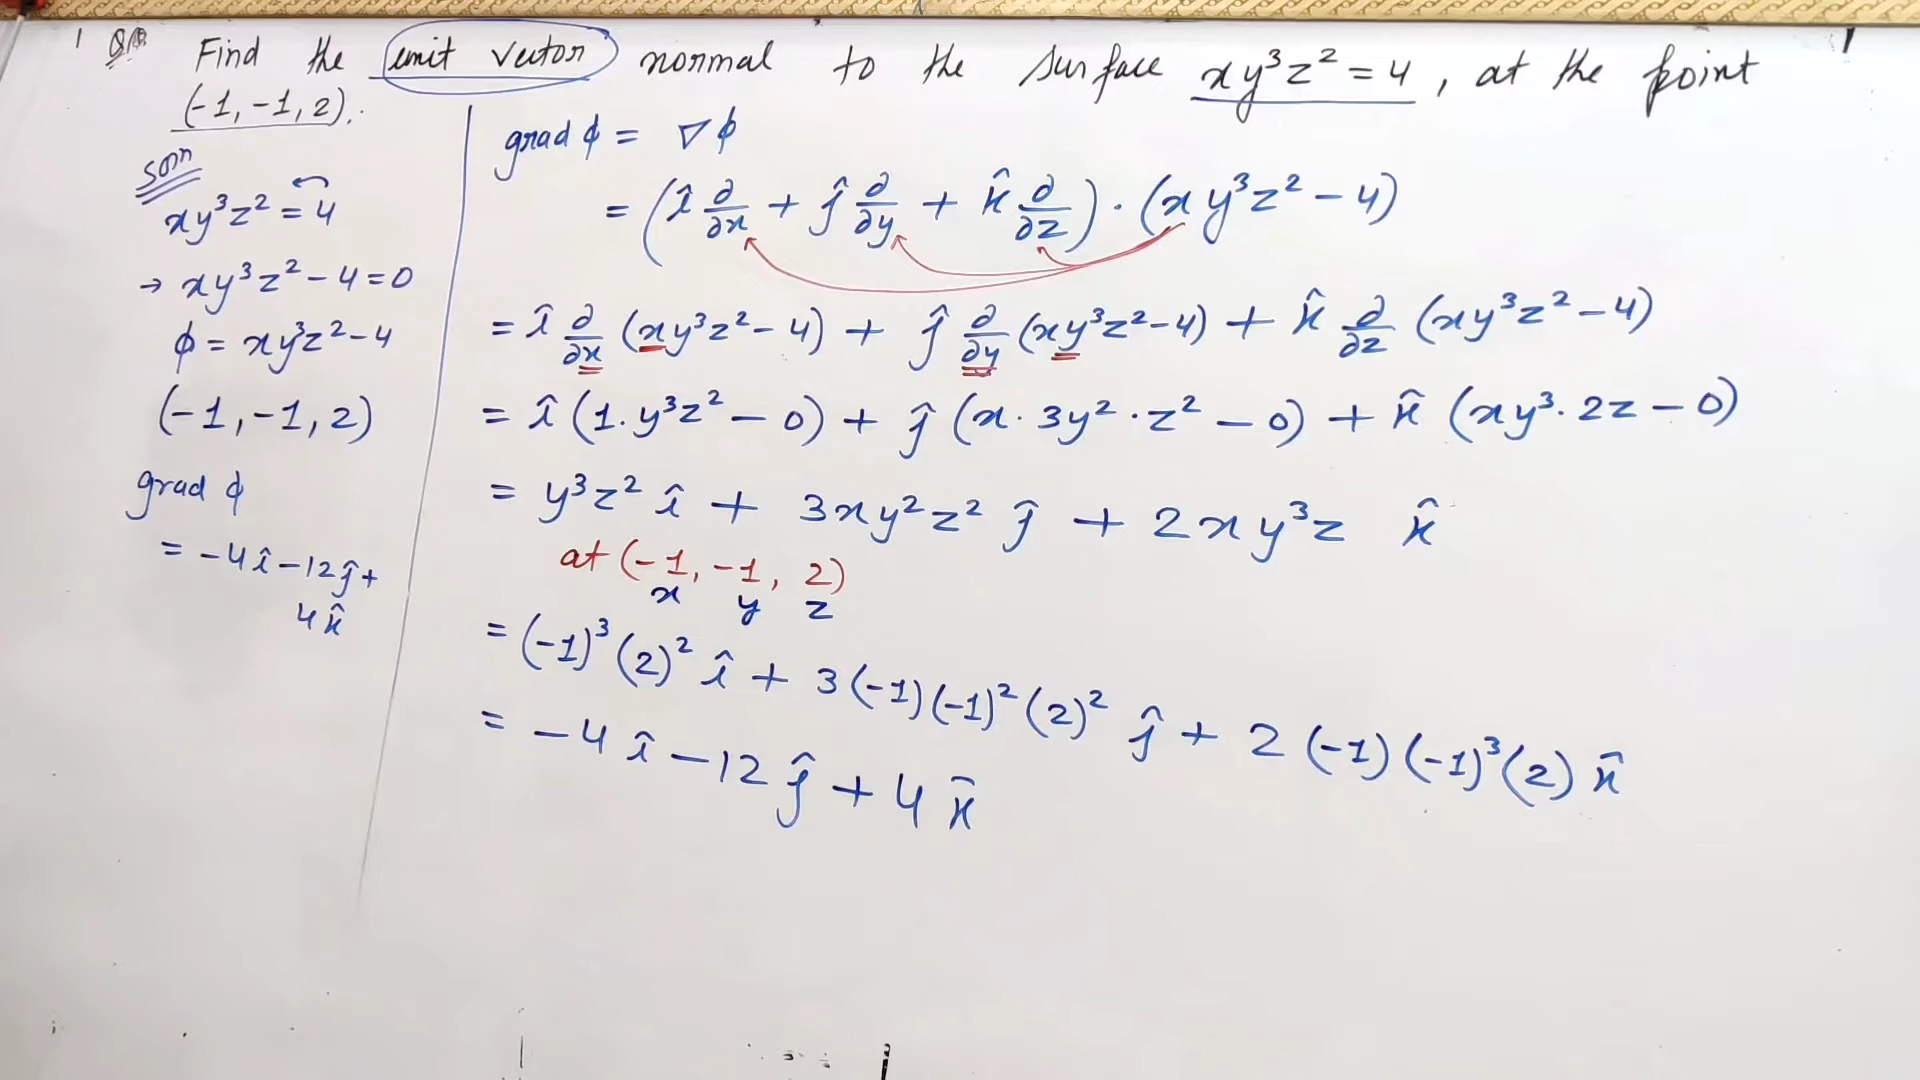 Find the unit vector normal to the surface xy³z² = 4, at the point
(-1, -1, 2).
Soln
xy³z² = 4
→ xy³z² - 4 = 0
ϕ = xy³z² - 4
(-1, -1, 2)
grad ϕ
= -4î - 12ĵ +
4k̂
grad ϕ = ∇ϕ
= (î ∂/∂x + ĵ ∂/∂y + k̂ ∂/∂z) · (xy³z² - 4)
= î ∂/∂x (xy³z² - 4) + ĵ ∂/∂y (xy³z² - 4) + k̂ ∂/∂z (xy³z² - 4)
= î (1. y³z² - 0) + ĵ (x · 3y² · z² - 0) + k̂ (xy³. 2z - 0)
= y³z² î + 3xy²z² ĵ + 2xy³z k̂
at (-1, -1, 2)
x y z
= (-1)³ (2)² î + 3(-1)(-1)²(2)² ĵ + 2(-1)(-1)³(2) k̂
= -4 î - 12 ĵ + 4 k̂